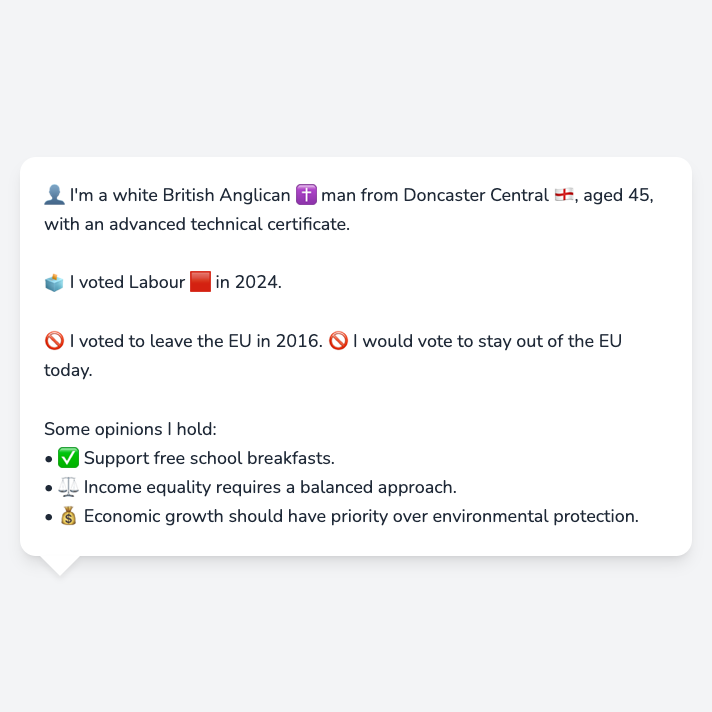 👤 I'm a white British Anglican ✝️ man from Doncaster Central 🏴󠁧󠁢󠁥󠁮󠁧󠁿, aged 45,
with an advanced technical certificate.
🗳️ I voted Labour 🟥 in 2024.
🚫 I voted to leave the EU in 2016. 🚫 I would vote to stay out of the EU
today.
Some opinions I hold:
• ✅ Support free school breakfasts.
• ⚖️ Income equality requires a balanced approach.
• 💰 Economic growth should have priority over environmental protection.